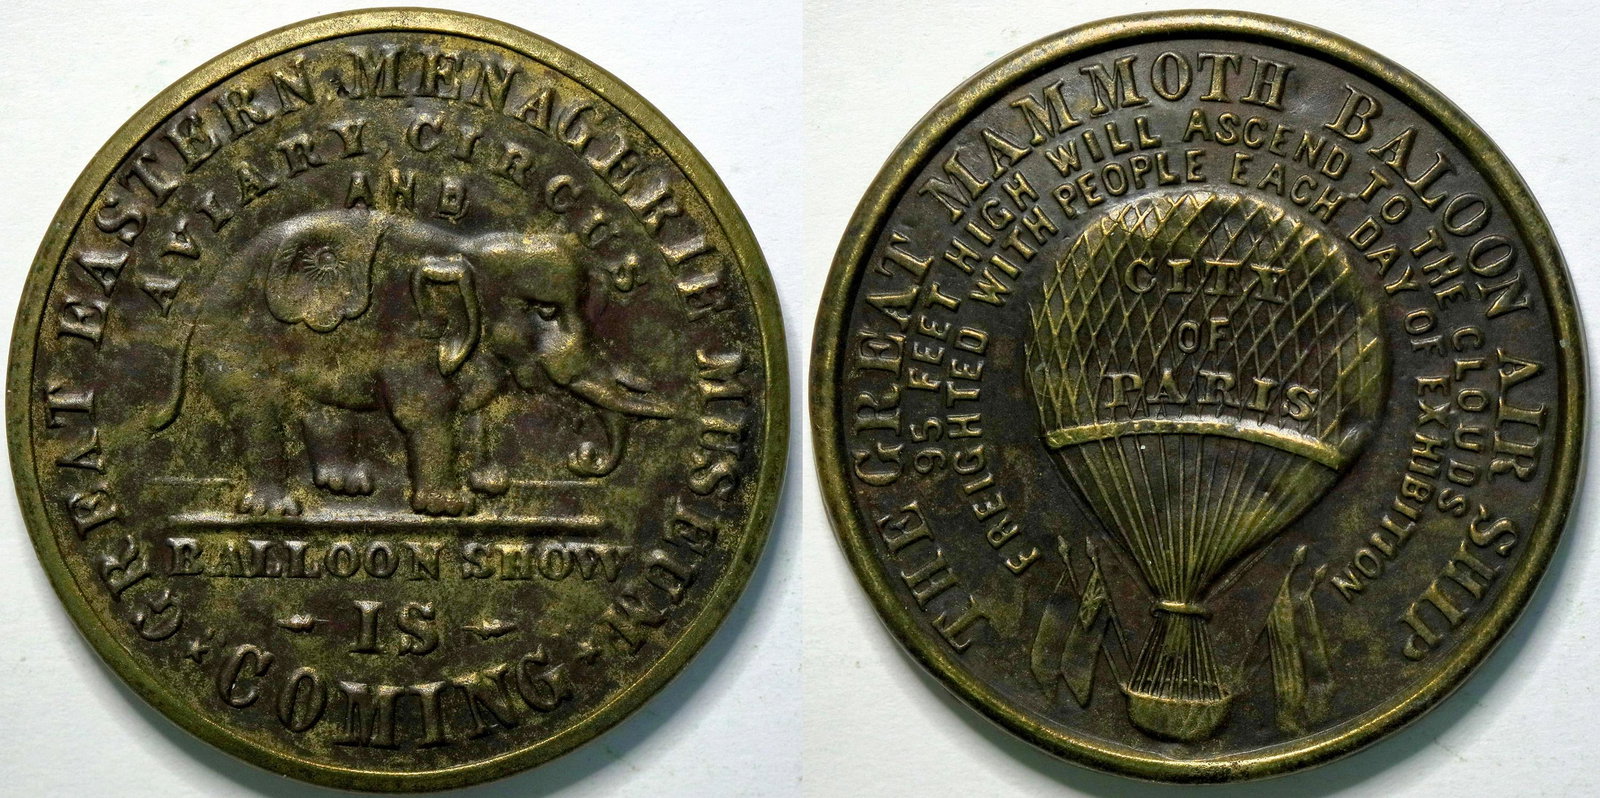 GREAT EASTERN MENAGERIE MUSEUM
AVIARY CIRCUS
AND
BALLOON SHOW
IS
COMING
THE GREAT MAMMOTH BALOON AIR SHIP
95 FEET HIGH WILL ASCEND TO THE CLOUDS
FREIGHTED WITH PEOPLE EACH DAY OF EXHIBITION
CITY
OF
PARIS